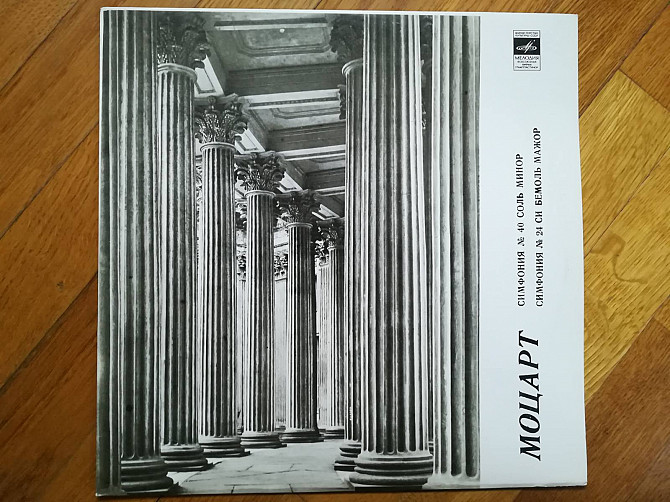 МЕЛОДИЯ
МОЦАРТ
СИМФОНИЯ № 40 СОЛЬ МИНОР
СИМФОНИЯ № 24 СИ БЕМОЛЬ МАЖОР